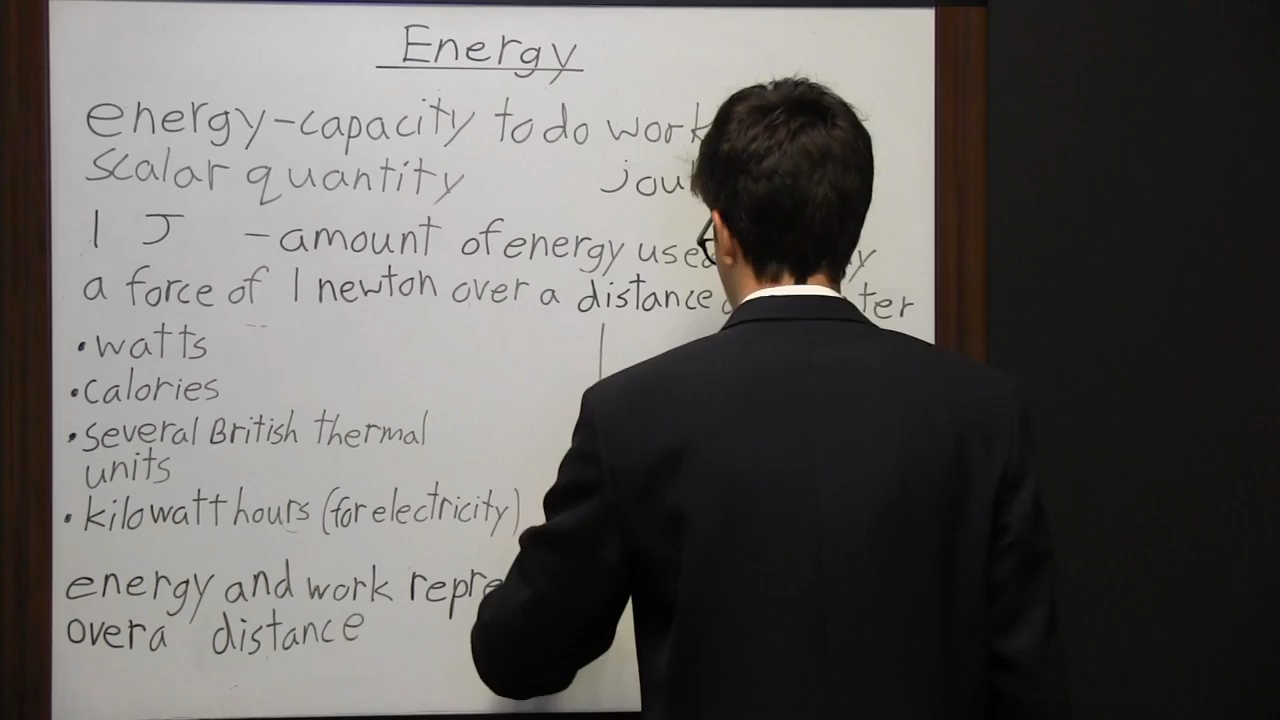 Energy
energy-capacity to do work
scalar quantity
1 J - amount of energy used
a force of 1 newton over a distance
• watts
• calories
• several British thermal
units
• kilowatt hours (for electricity)
energy and work
over a distance